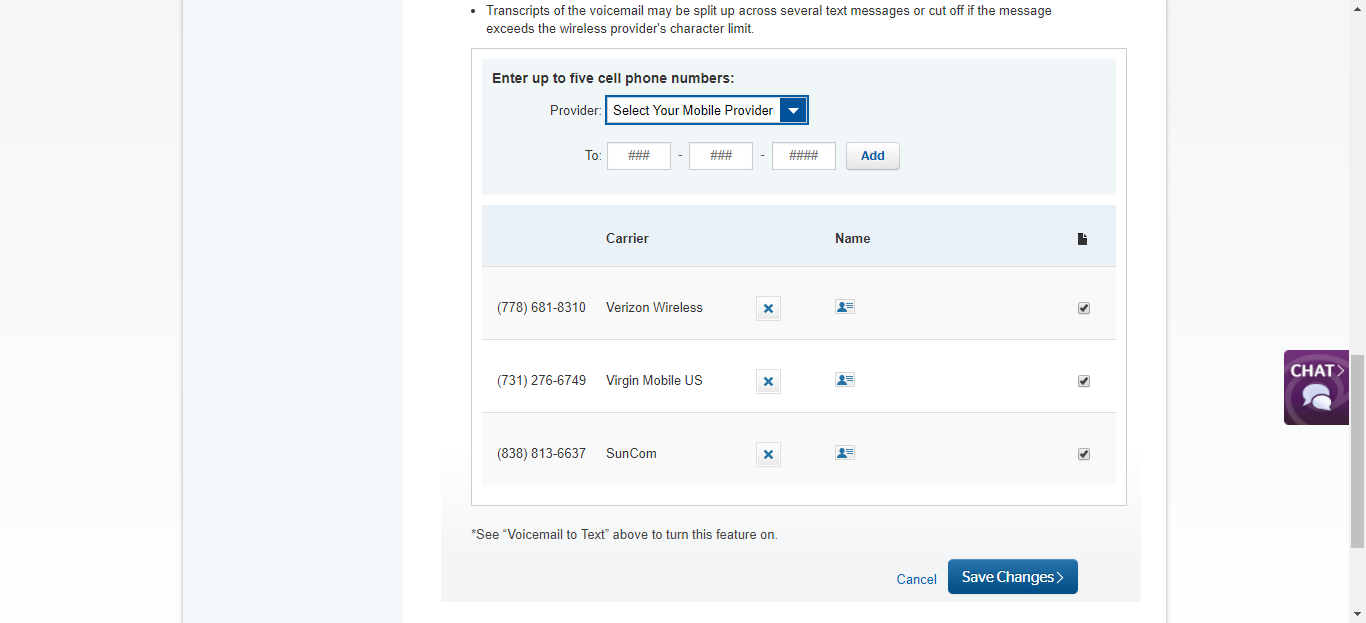 Transcripts of the voicemail may be split up across several text messages or cut off if the message
exceeds the wireless provider's character limit.
Enter up to five cell phone numbers:
Provider: Select Your Mobile Provider
To: ### - ### - #### Add
Carrier Name
(778) 681-8310 Verizon Wireless
(731) 276-6749 Virgin Mobile US
(838) 813-6637 SunCom
CHAT
*See “Voicemail to Text” above to turn this feature on.
Cancel Save Changes